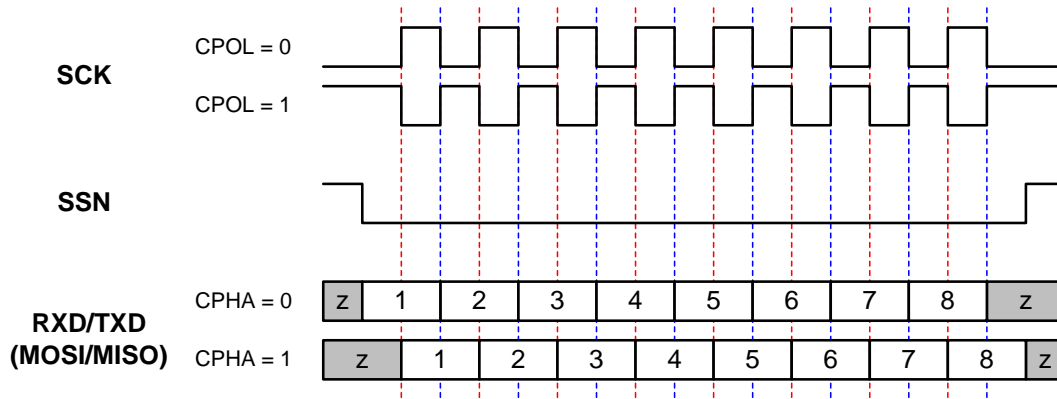 CPOL = 0
SCK
CPOL = 1
SSN
CPHA = 0 z 1 2 3 4 5 6 7 8 z
RXD/TXD
(MOSI/MISO)
CPHA = 1 z 1 2 3 4 5 6 7 8 z